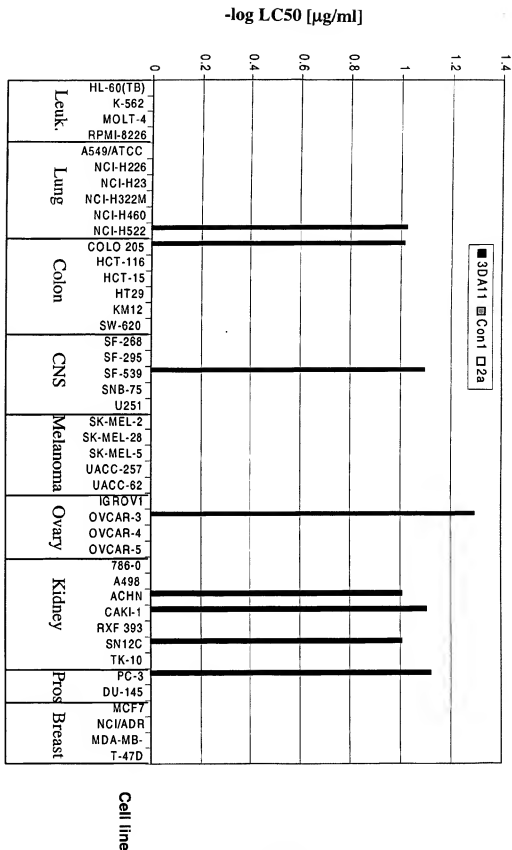 -log LC50 [µg/ml]
0
0.2
0.4
0.6
0.8
1
1.2
1.4
3DA11 Con1 2a
HL-60(TB)
K-562
MOLT-4
RPMI-8226
Leuk.
A549/ATCC
NCI-H226
NCI-H23
NCI-H322M
NCI-H460
NCI-H522
Lung
COLO 205
HCT-116
HCT-15
HT29
KM12
SW-620
Colon
SF-268
SF-295
SF-539
SNB-75
U251
CNS
SK-MEL-2
SK-MEL-28
SK-MEL-5
UACC-257
UACC-62
Melanoma
IGROV1
OVCAR-3
OVCAR-4
OVCAR-5
Ovary
786-0
A498
ACHN
CAKI-1
RXF 393
SN12C
TK-10
Kidney
PC-3
DU-145
Pros
MCF7
NCI/ADR
MDA-MB-
T-47D
Breast
Cell line